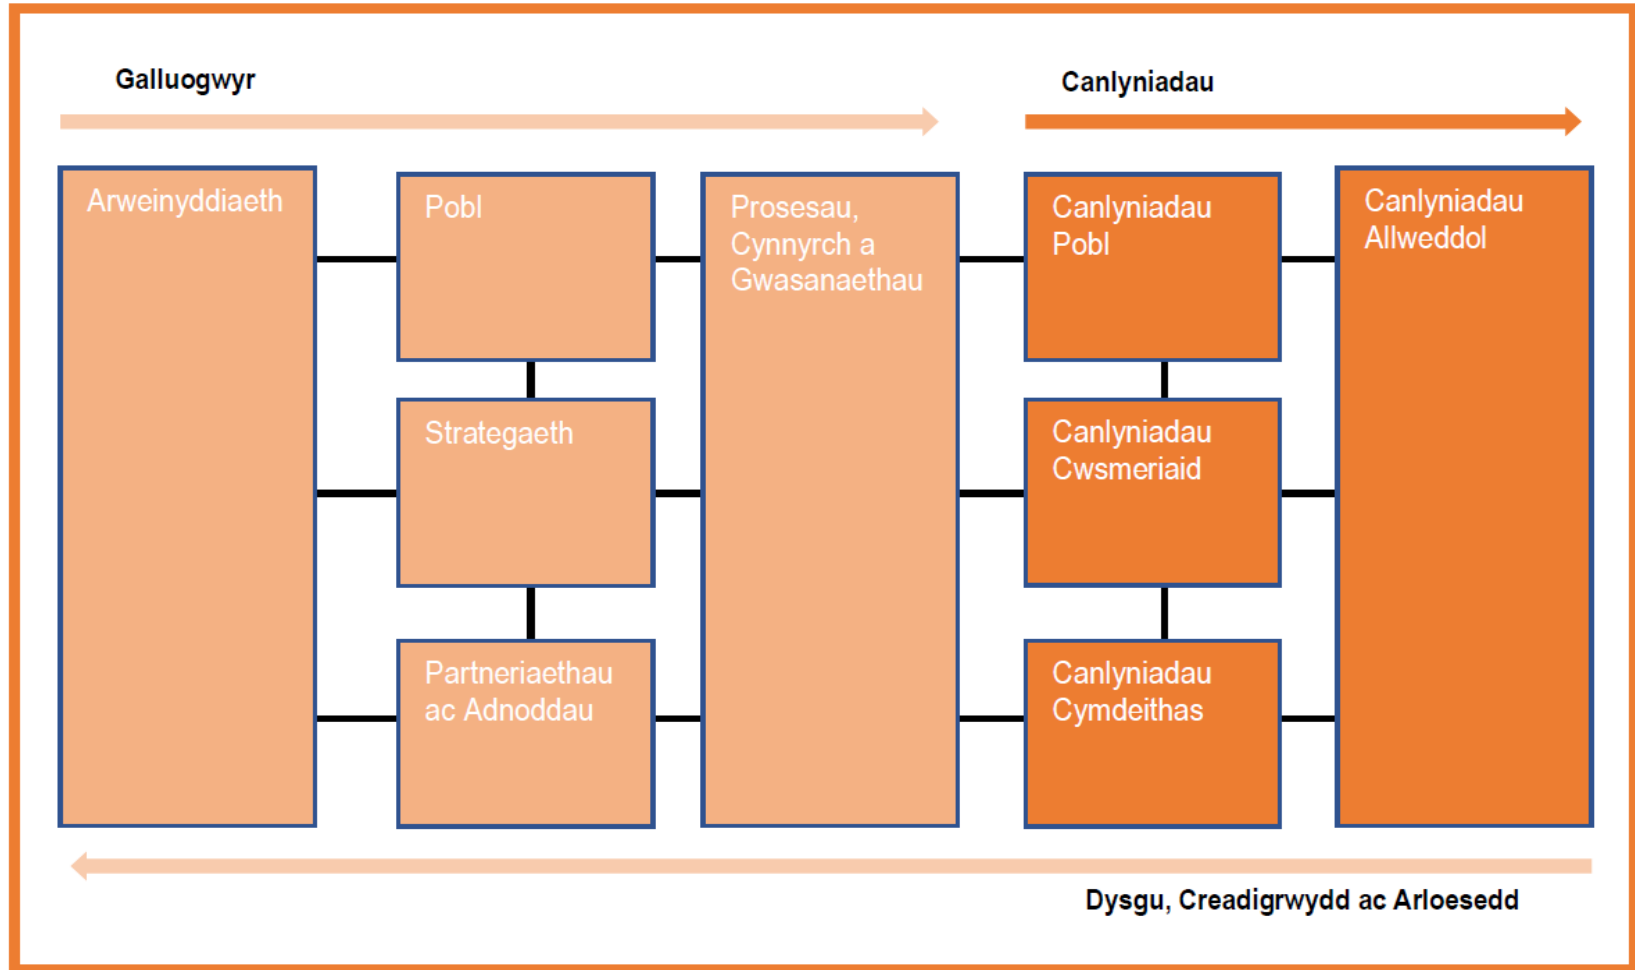 Galluogwyr
Canlyniadau
Arweinyddiaeth
Pobl
Strategaeth
Partneriaethau
ac Adnoddau
Prosesau,
Cynnyrch a
Gwasanaethau
Canlyniadau
Pobl
Canlyniadau
Cwsmeriaid
Canlyniadau
Cymdeithas
Canlyniadau
Allweddol
Dysgu, Creadigrwydd ac Arloesedd